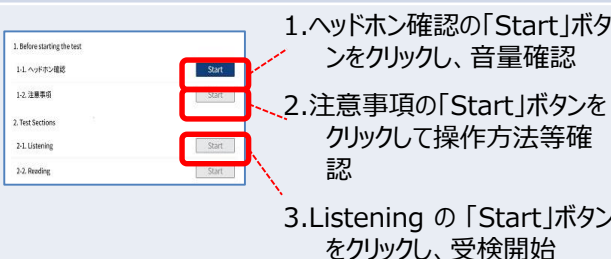 1. Before starting the test
1-1. ヘッドホン確認
Start
1-2. 注意事項
Start
2. Test Sections
2-1. Listening
Start
2-2. Reading
Start
1.ヘッドホン確認の「Start」ボタ
ンをクリックし、音量確認
2.注意事項の「Start」ボタンを
クリックして操作方法等確
認
3.Listening の「Start」ボタン
をクリックし、受検開始